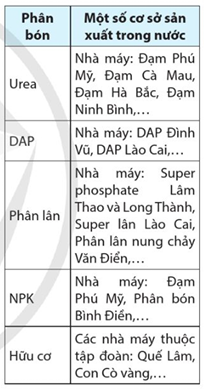 Phân Một số cơ sở sản
bón xuất trong nước
Urea
Nhà máy: Đạm Phú
Mỹ, Đạm Cà Mau,
Đạm Hà Bắc, Đạm
Ninh Bình,…
DAP
Nhà máy: DAP Đình
Vũ, DAP Lào Cai,…
Phân lân
Nhà máy: Super
phosphate Lâm
Thao và Long Thành,
Super lân Lào Cai,
Phân lân nung chảy
Văn Điển,…
NPK
Nhà máy: Đạm
Phú Mỹ, Phân bón
Bình Điền,…
Hữu cơ
Các nhà máy thuộc
tập đoàn: Quế Lâm,
Con Cò vàng,…